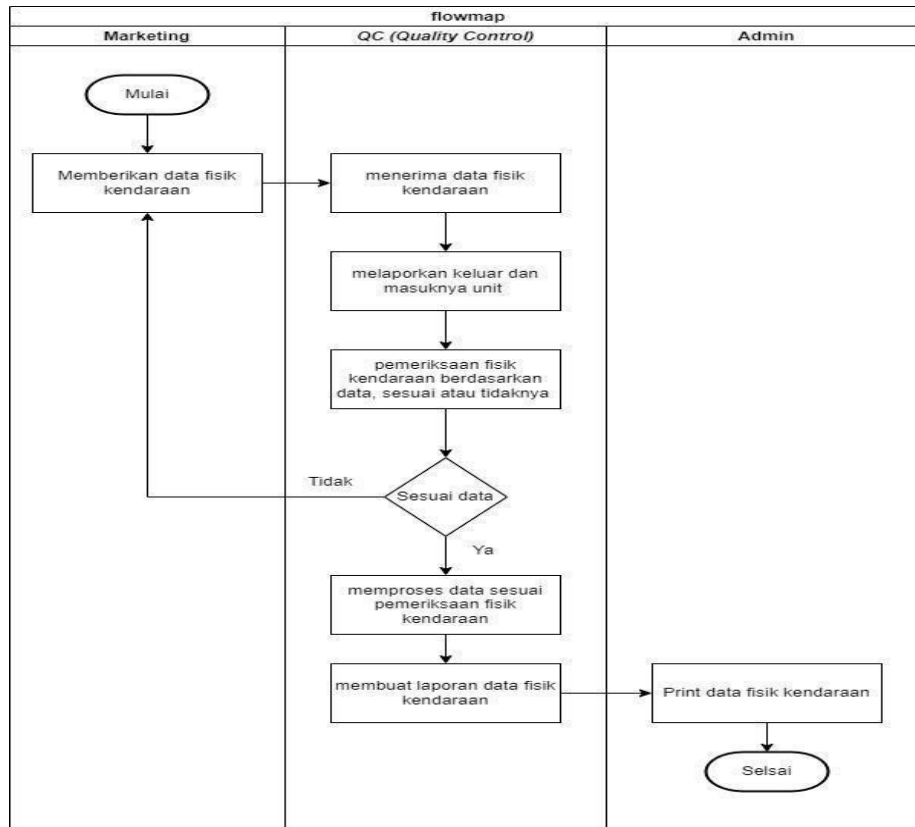 flowmap
Marketing
QC (Quality Control)
Admin
Mulai
Memberikan data fisik
kendaraan
menerima data fisik
kendaraan
melaporkan keluar dan
masuknya unit
pemeriksaan fisik
kendaraan berdasarkan
data, sesuai atau tidaknya
Tidak
Sesuai data
Ya
memproses data sesuai
pemeriksaan fisik
kendaraan
membuat laporan data fisik
kendaraan
Print data fisik kendaraan
Selsai